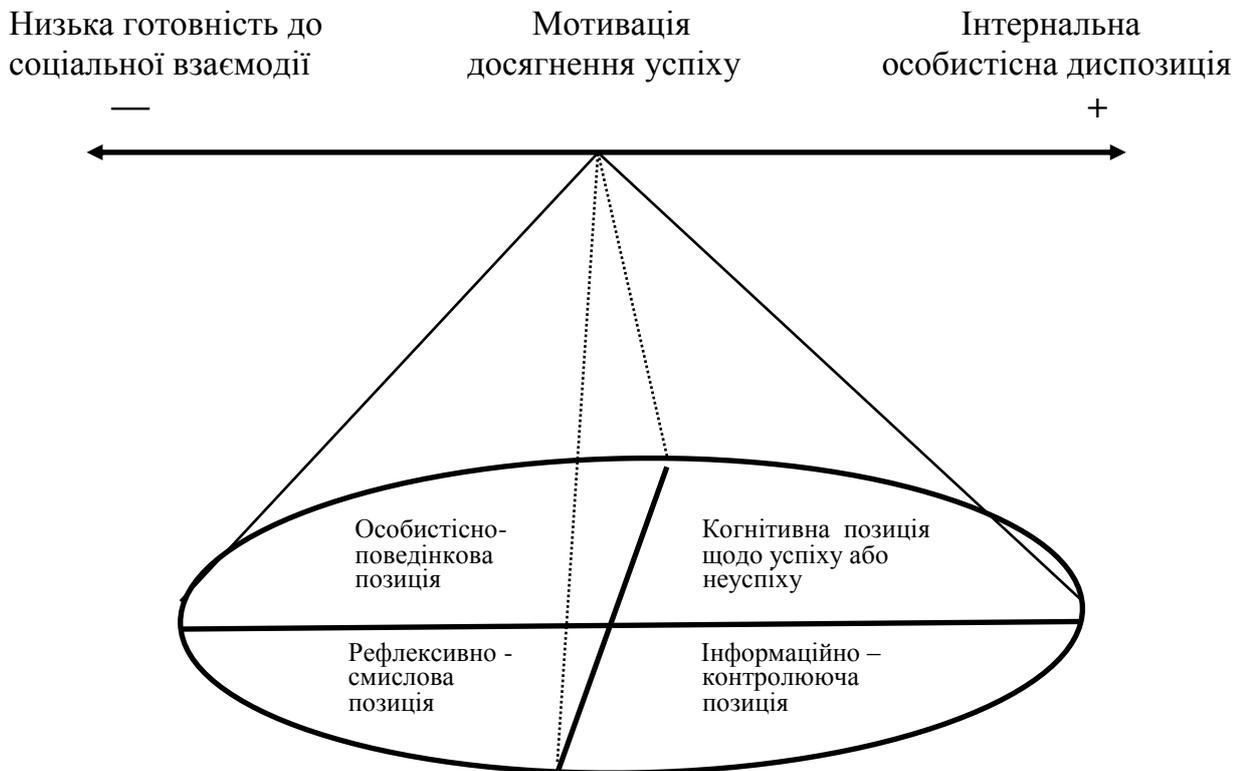 Низька готовність до
соціальної взаємодії
—
Мотивація
досягнення успіху
Інтернальна
особистісна диспозиція
+
Особистісно-
поведінкова
позиція
Когнітивна позиція
щодо успіху або
неуспіху
Рефлексивно -
смислова
позиція
Інформаційно –
контролююча
позиція